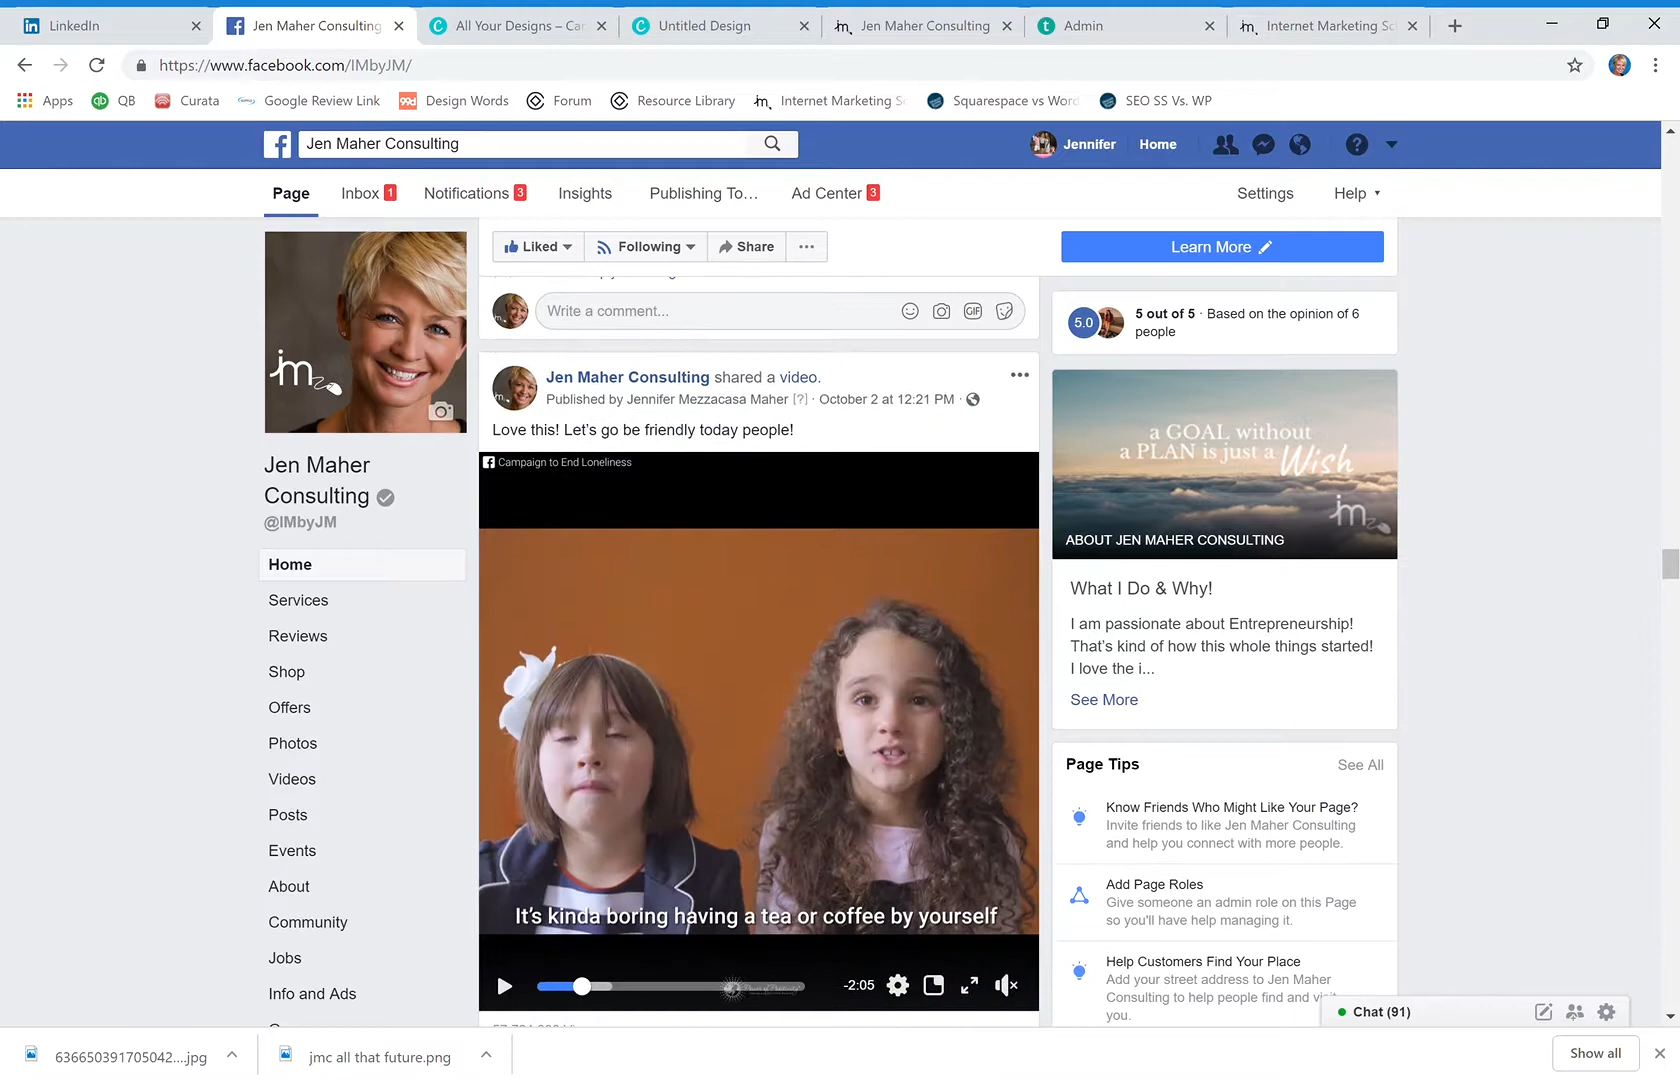 LinkedIn
Jen Maher Consulting
All Your Designs – Can
Untitled Design
Jen Maher Consulting
Admin
Internet Marketing Sc
https://www.facebook.com/IMbyJM/
Apps
QB
Curata
Google Review Link
99d Design Words
Forum
Resource Library
Internet Marketing S
Squarespace vs Word
SEO SS Vs. WP
Jen Maher Consulting
Jennifer
Home
Page
Inbox 1
Notifications 3
Insights
Publishing To…
Ad Center 3
Settings
Help
Liked
Following
Share
Learn More
Write a comment...
GIF
5.0
5 out of 5 · Based on the opinion of 6
people
jm
Jen Maher
Consulting
@IMbyJM
Home
Services
Reviews
Shop
Offers
Photos
Videos
Posts
Events
About
Community
Jobs
Info and Ads
Jen Maher Consulting shared a video.
Published by Jennifer Mezzacasa Maher [?] · October 2 at 12:21 PM ·
Love this! Let's go be friendly today people!
Campaign to End Loneliness
It's kinda boring having a tea or coffee by yourself
-2:05
a GOAL without
a PLAN is just a Wish
jm
ABOUT JEN MAHER CONSULTING
What I Do & Why!
I am passionate about Entrepreneurship!
That's kind of how this whole things started!
I love the i...
See More
Page Tips
See All
Know Friends Who Might Like Your Page?
Invite friends to like Jen Maher Consulting
and help you connect with more people.
Add Page Roles
Give someone an admin role on this Page
so you'll have help managing it.
Help Customers Find Your Place
Add your street address to Jen Maher
Consulting to help people find and visit
you.
Chat (91)
636650391705042....jpg
jmc all that future.png
Show all